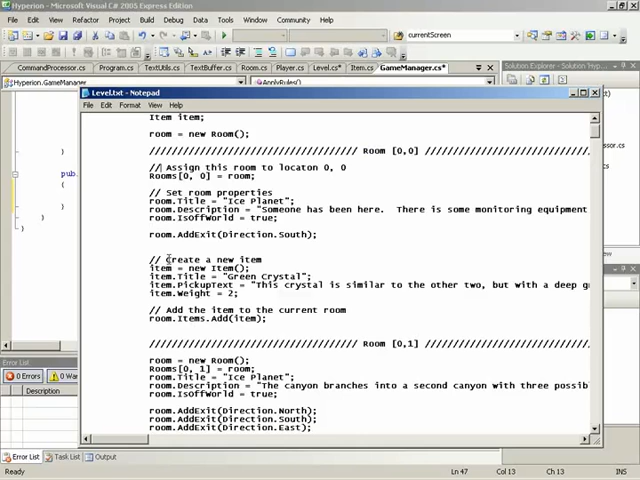 Hyperion - Microsoft Visual C# 2005 Express Edition
File Edit View Refactor Project Build Debug Data Tools Window Community Help
currentScreen
CommandProcessor.cs Program.cs TextUtils.cs TextBuffer.cs Room.cs Player.cs Level.cs* Item.cs GameManager.cs*
Solution Explorer
Hyperion.GameManager
ApplyRules()
Level.txt - Notepad
File Edit Format View Help
Item item;
room = new Room();
//////////////////////////////////// Room [0,0] ////////////////////////////
// Assign this room to locaton 0, 0
Rooms[0, 0] = room;
// Set room properties
room.Title = "Ice Planet";
room.Description = "Someone has been here.  There is some monitoring equipment
room.IsOffWorld = true;
room.AddExit(Direction.South);
// Create a new item
item = new Item();
item.Title = "Green Crystal";
item.PickupText = "This crystal is similar to the other two, but with a deep g
item.Weight = 2;
// Add the item to the current room
room.Items.Add(item);
//////////////////////////////////// Room [0,1] ////////////////////////////
room = new Room();
Rooms[0, 1] = room;
room.Title = "Ice Planet";
room.Description = "The canyon branches into a second canyon with three possib
room.IsOffWorld = true;
room.AddExit(Direction.North);
room.AddExit(Direction.South);
room.AddExit(Direction.East);
}
pub
{
}
}
}
Error List
0 Errors 0 Warn
Description
Error List Task List Output
Ready Ln 47 Col 13 Ch 13